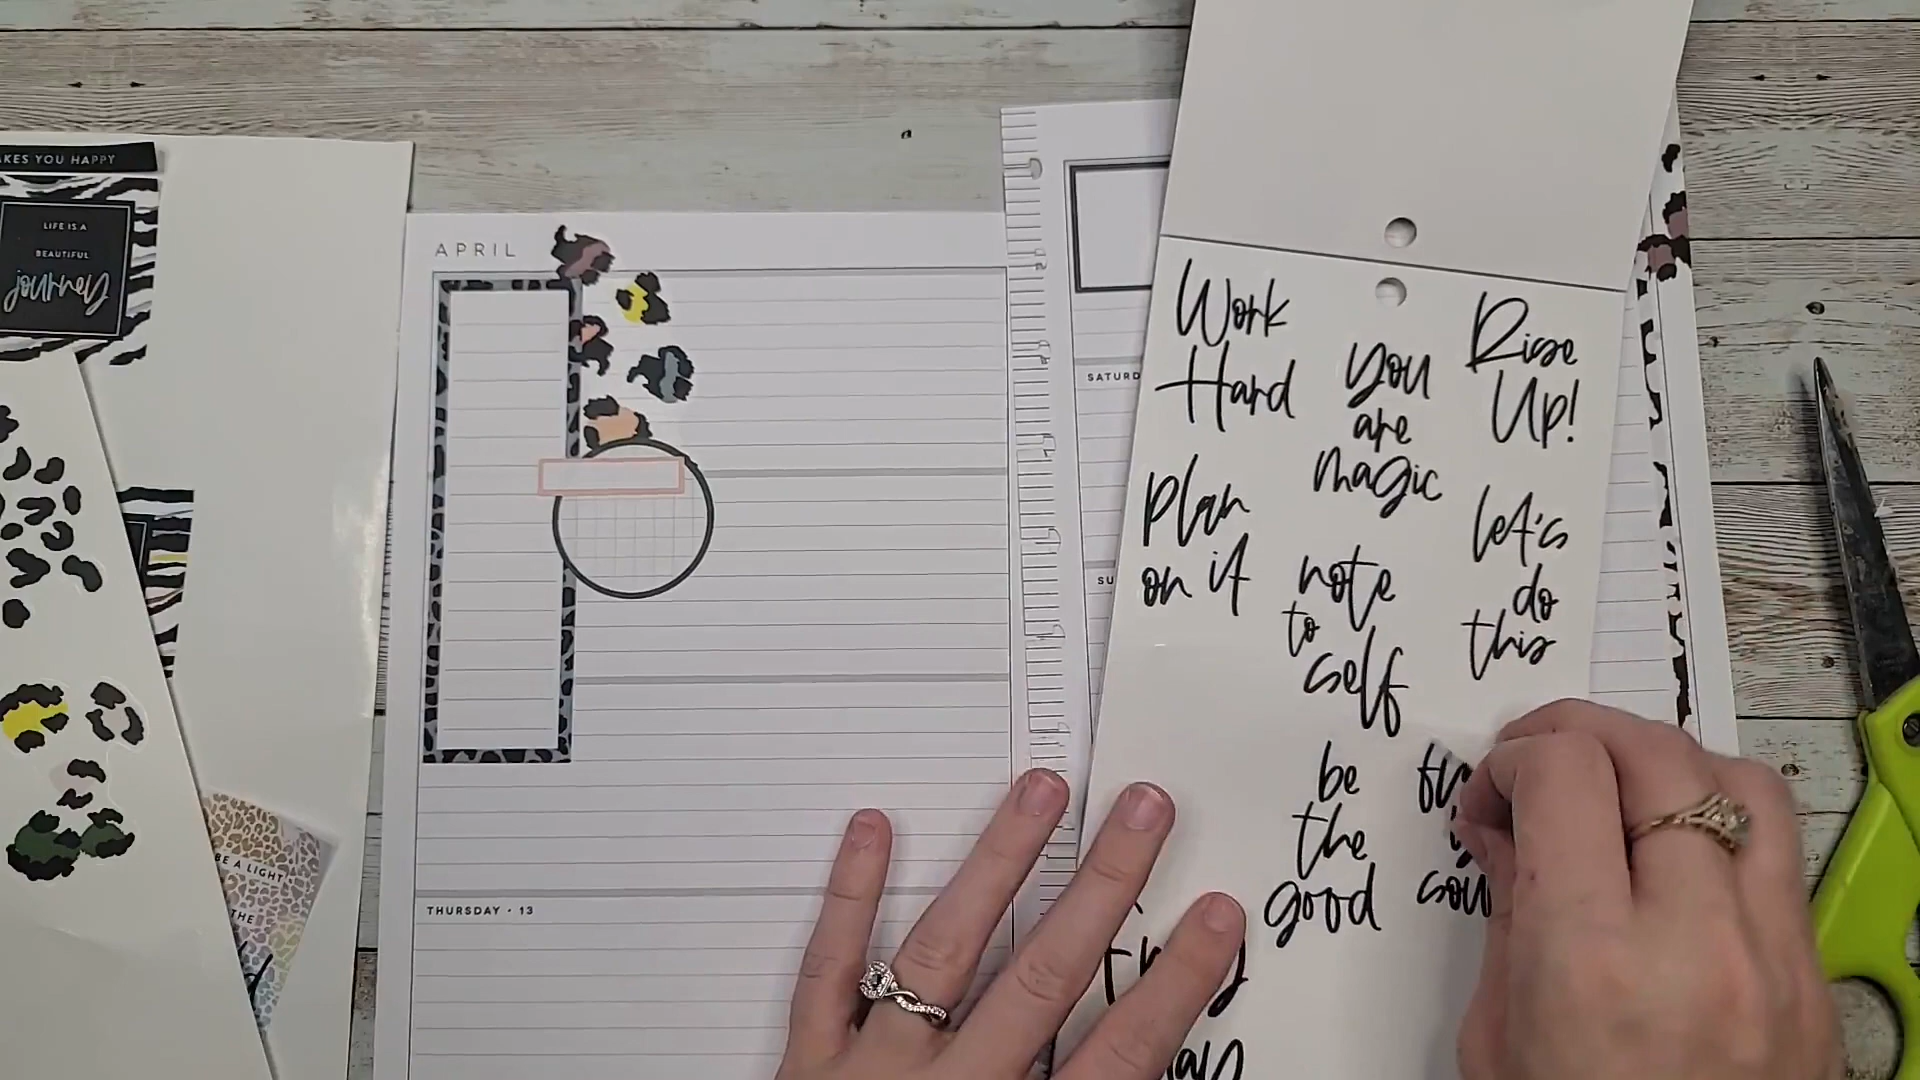 AKES YOU HAPPY
LIFE IS A
BEAUTIFUL
journey
BE A LIGHT
THE
APRIL
THURSDAY • 13
SATURD
SU
Work
Hard
you
are
magic
Rise
Up!
Plan
on it
note
to
self
let's
do
this
be
the
good